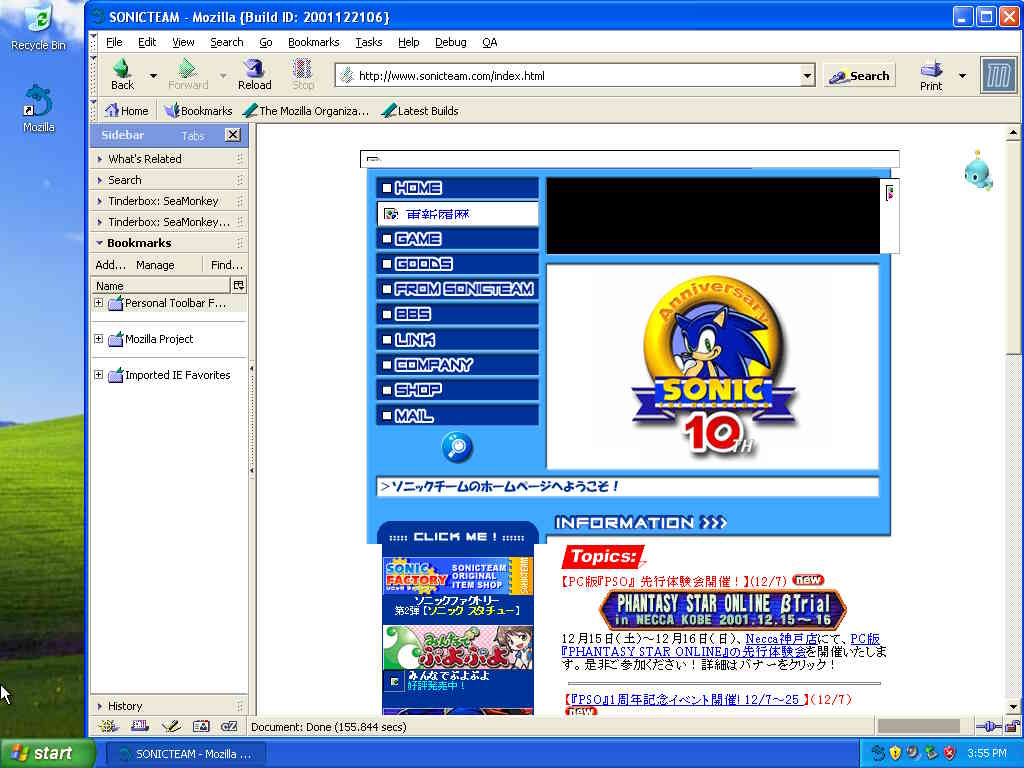 Recycle Bin
Mozilla
SONICTEAM - Mozilla {Build ID: 2001122106}
File Edit View Search Go Bookmarks Tasks Help Debug QA
Back Forward Reload Stop http://www.sonicteam.com/index.html Search Print
Home Bookmarks The Mozilla Organiza... Latest Builds
Sidebar Tabs
What's Related
Search
Tinderbox: SeaMonkey
Tinderbox: SeaMonkey...
Bookmarks
Add... Manage Find...
Name
Personal Toolbar F...
Mozilla Project
Imported IE Favorites
History
HOME
更新履歴
GAME
GOODS
FROM SONICTEAM
BBS
LINK
COMPANY
SHOP
MAIL
Anniversary
SONIC
THE HEDGEHOG
10TH
>ソニックチームのホームページへようこそ!
::::: CLICK ME ! :::::
SONIC FACTORY
SONICTEAM
ORIGINAL
ITEM SHOP
ソニックファクトリー
第2弾【ソニック スタチュー】
みんなでぷよぷよ
みんなでぷよぷよ
好評発売中!
INFORMATION >>>
Topics:
【PC版『PSO』 先行体験会開催!】(12/7) new
PHANTASY STAR ONLINE βTrial
in NECCA KOBE 2001.12.15~16
12月15日(土)~12月16日(日)、Necca神戸店にて、PC版
『PHANTASY STAR ONLINE』の先行体験会を開催いたしま
す。是非ご参加ください!詳細はバナーをクリック!
【『PSO』1周年記念イベント開催! 12/7~25 】(12/7)
new
Document: Done (155.844 secs)
start SONICTEAM - Mozilla ... 3:55 PM